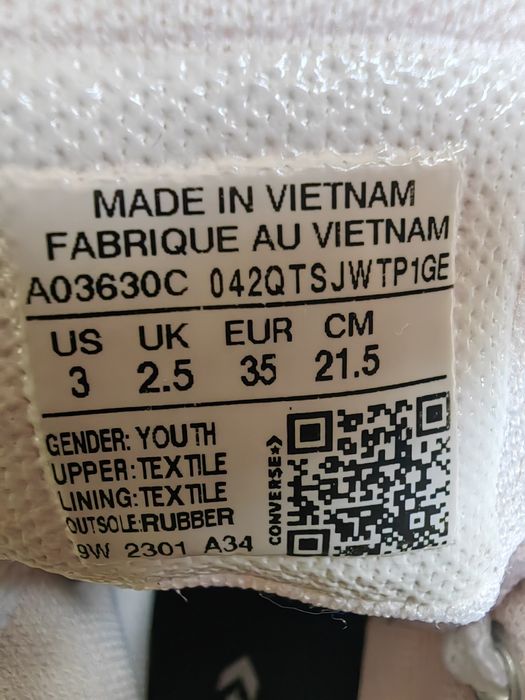 MADE IN VIETNAM
FABRIQUE AU VIETNAM
A03630C 042QTSJWTP1GE
US UK EUR CM
3 2.5 35 21.5
GENDER: YOUTH
UPPER: TEXTILE
LINING: TEXTILE
OUTSOLE:RUBBER
9W 2301 A34
CONVERSE